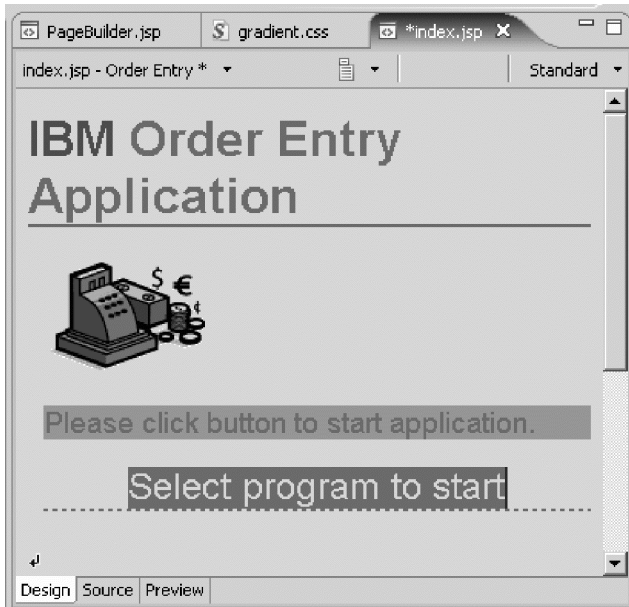 PageBuilder.jsp gradient.css *index.jsp
index.jsp - Order Entry * Standard
IBM Order Entry
Application
$ € ¢
Please click button to start application.
Select program to start
Design Source Preview